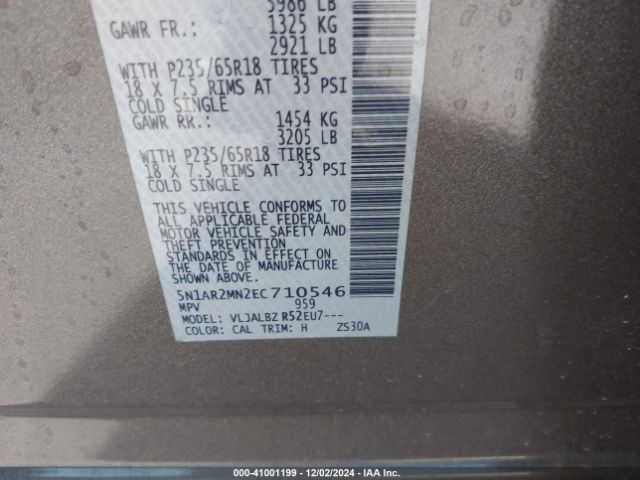 5986 LB
GAWR FR.: 1325 KG
2921 LB
WITH P235/65R18 TIRES
18 X 7.5 RIMS AT 33 PSI
COLD SINGLE
GAWR RR.: 1454 KG
3205 LB
WITH P235/65R18 TIRES
18 X 7.5 RIMS AT 33 PSI
COLD SINGLE
THIS VEHICLE CONFORMS TO
ALL APPLICABLE FEDERAL
MOTOR VEHICLE SAFETY AND
THEFT PREVENTION
STANDARDS IN EFFECT ON
THE DATE OF MANUFACTURE
SHOWN ABOVE.
5N1AR2MN2EC710546
MPV 959
MODEL: VLJALBZ R52EU7---
COLOR: CAL TRIM: H ZS30A
000-41001199 - 12/02/2024 - IAAI.COM